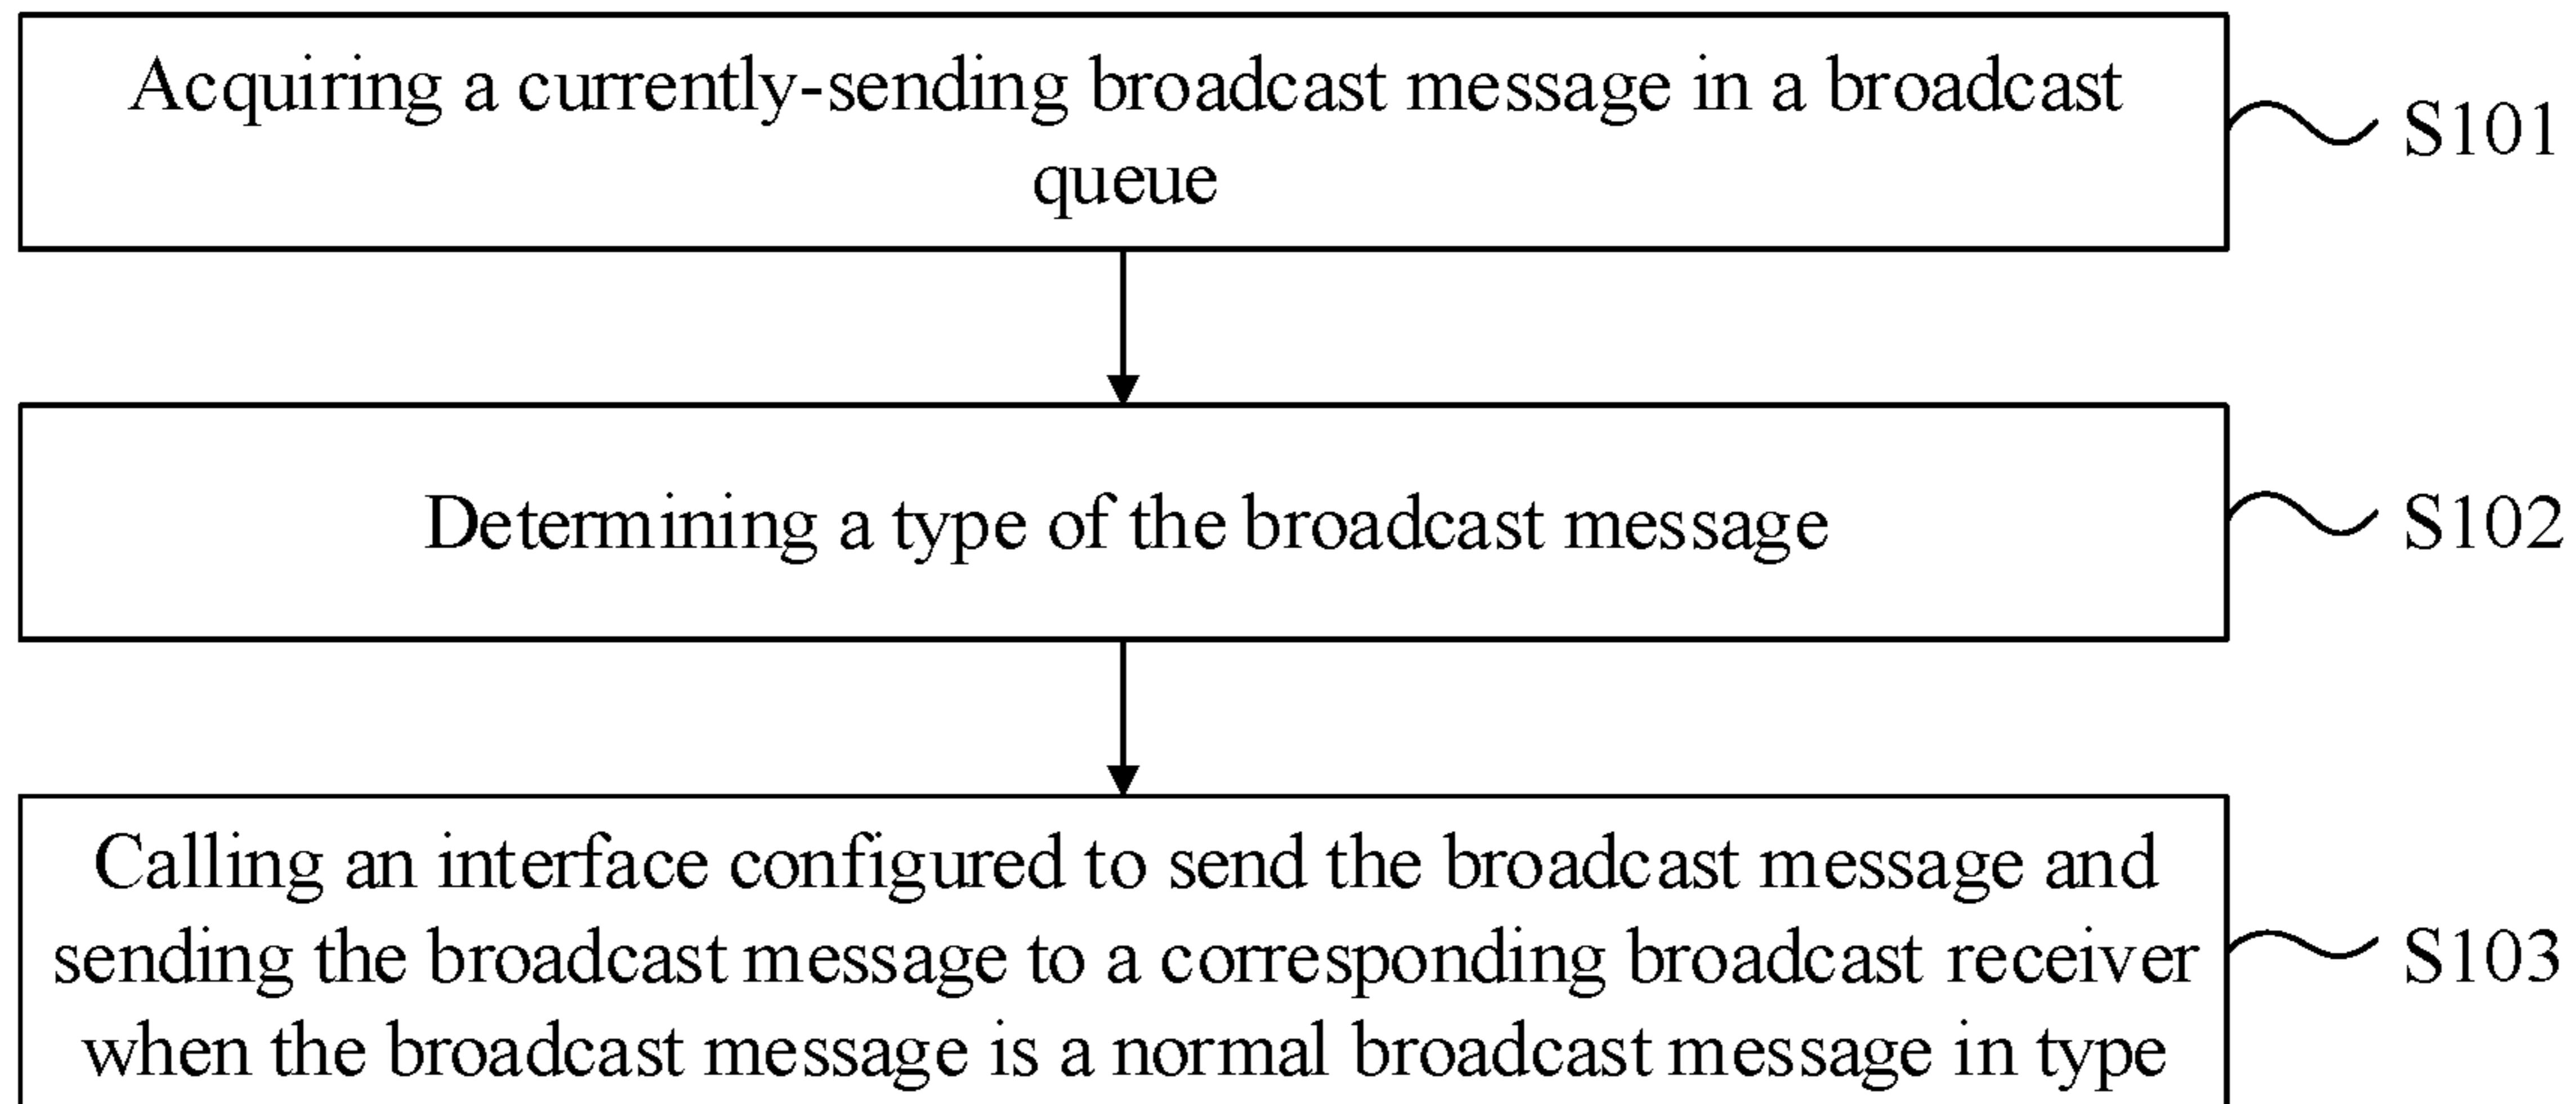 Acquiring a currently-sending broadcast message in a broadcast
queue
S101
Determining a type of the broadcast message
S102
Calling an interface configured to send the broadcast message and
sending the broadcast message to a corresponding broadcast receiver
when the broadcast message is a normal broadcast message in type
S103